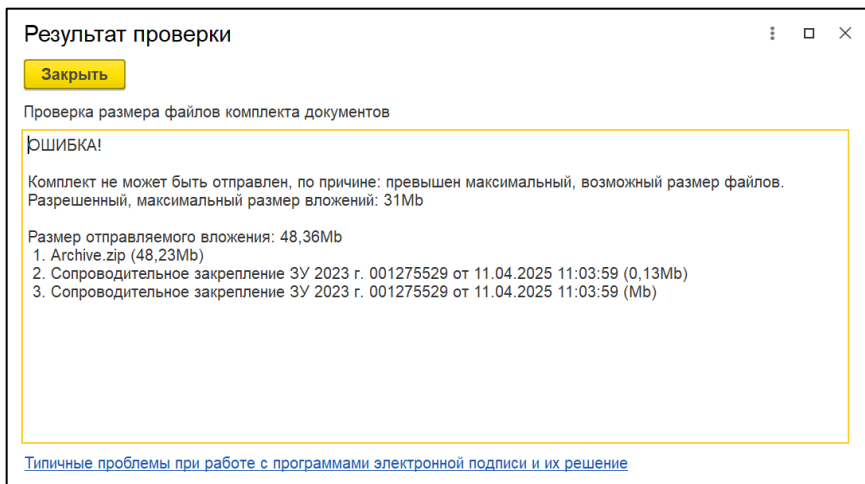 Результат проверки
Закрыть
Проверка размера файлов комплекта документов
ОШИБКА!
Комплект не может быть отправлен, по причине: превышен максимальный, возможный размер файлов.
Разрешенный, максимальный размер вложений: 31Mb
Размер отправляемого вложения: 48,36Mb
1. Archive.zip (48,23Mb)
2. Сопроводительное закрепление ЗУ 2023 г. 001275529 от 11.04.2025 11:03:59 (0,13Mb)
3. Сопроводительное закрепление ЗУ 2023 г. 001275529 от 11.04.2025 11:03:59 (Mb)
Типичные проблемы при работе с программами электронной подписи и их решение